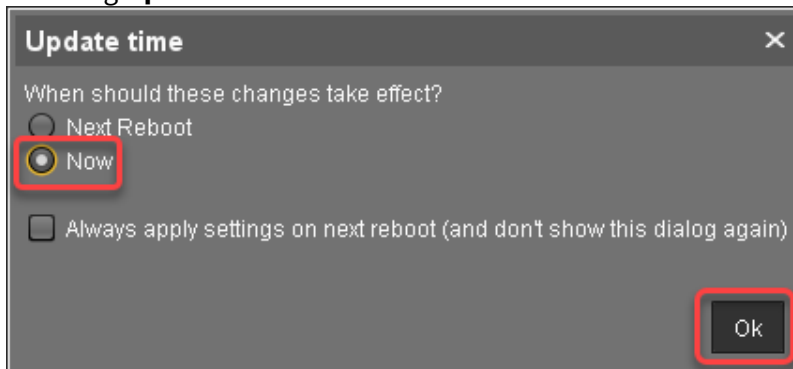 Update time
When should these changes take effect?
Next Reboot
Now
Always apply settings on next reboot (and don't show this dialog again)
Ok